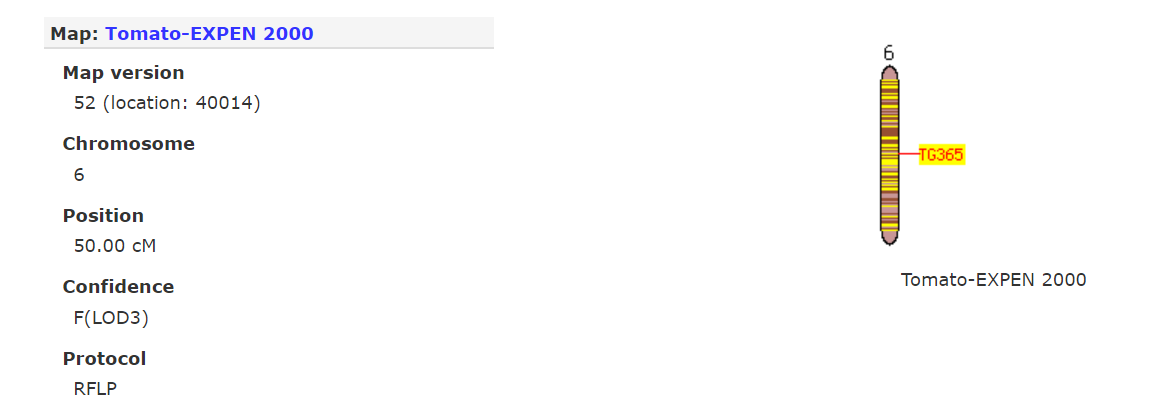 Map: Tomato-EXPEN 2000
Map version
52 (location: 40014)
Chromosome
6
Position
50.00 cM
Confidence
F(LOD3)
Protocol
RFLP
6
TG365
Tomato-EXPEN 2000